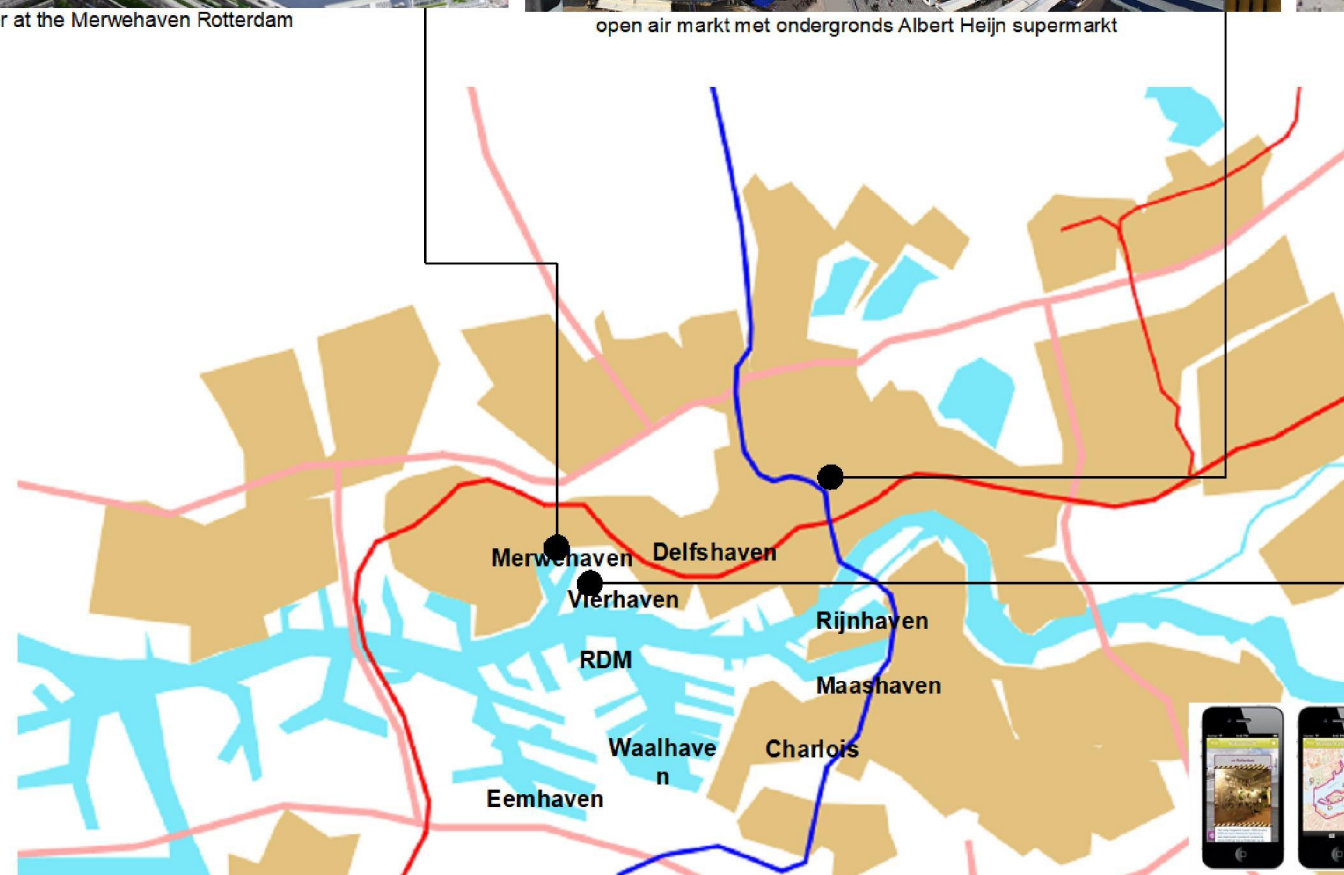 r at the Merwehaven Rotterdam
open air markt met ondergronds Albert Heijn supermarkt
Merwehaven
Delfshaven
Vierhaven
Rijnhaven
RDM
Maashaven
Waalhave
n
Charlois
Eemhaven